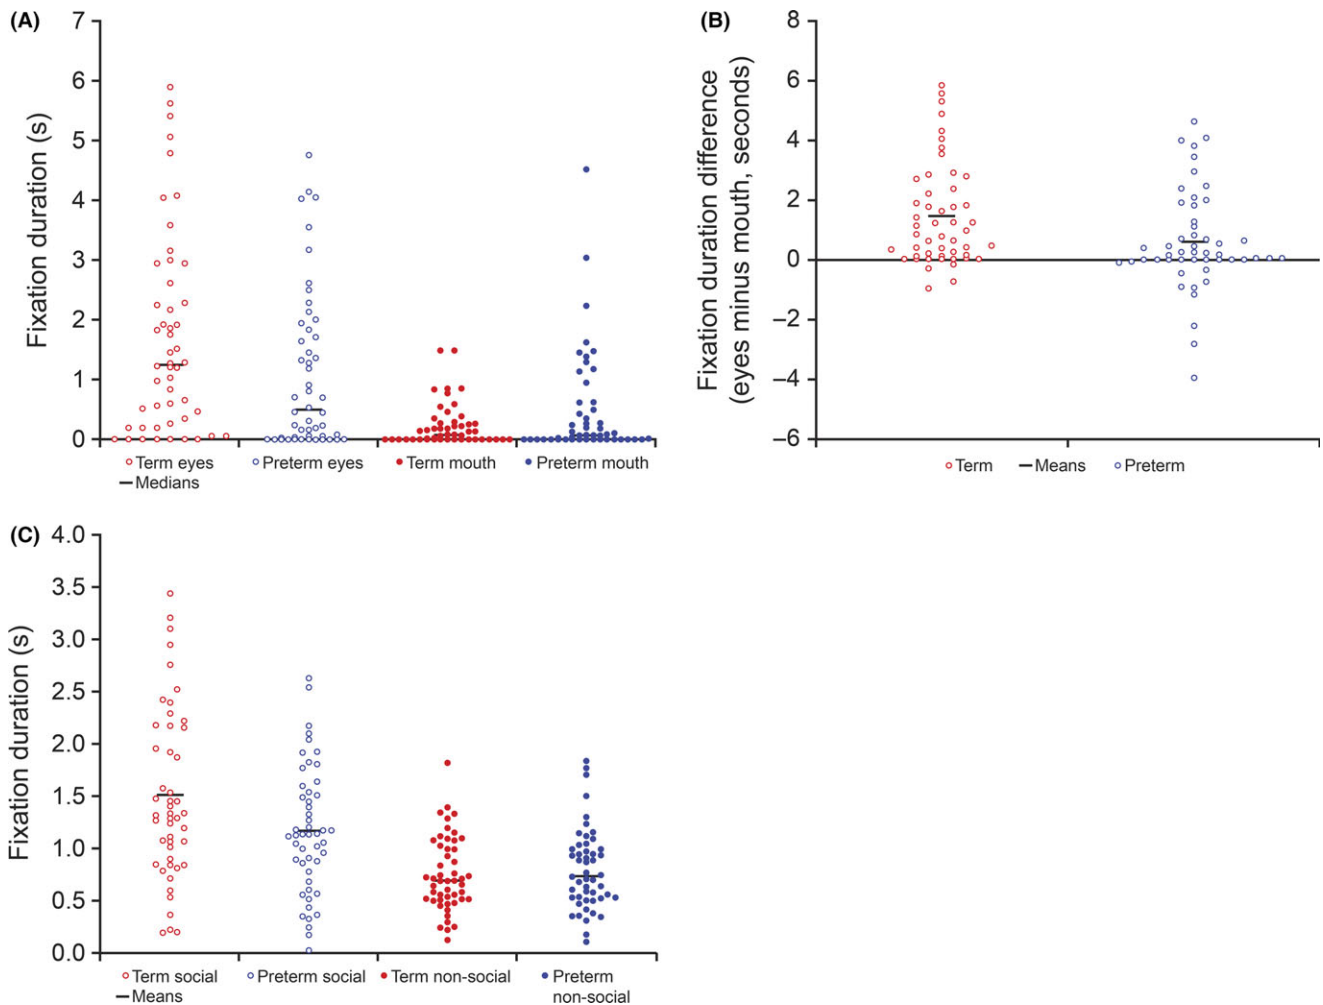 (A)
Fixation duration (s)
7
6
5
4
3
2
1
0
Term eyes Preterm eyes Term mouth Preterm mouth
Medians
(B)
Fixation duration difference
(eyes minus mouth, seconds)
8
6
4
2
0
–2
–4
–6
Term Means Preterm
(C)
Fixation duration (s)
4.0
3.5
3.0
2.5
2.0
1.5
1.0
0.5
0.0
Term social Preterm social Term non-social Preterm
Means non-social